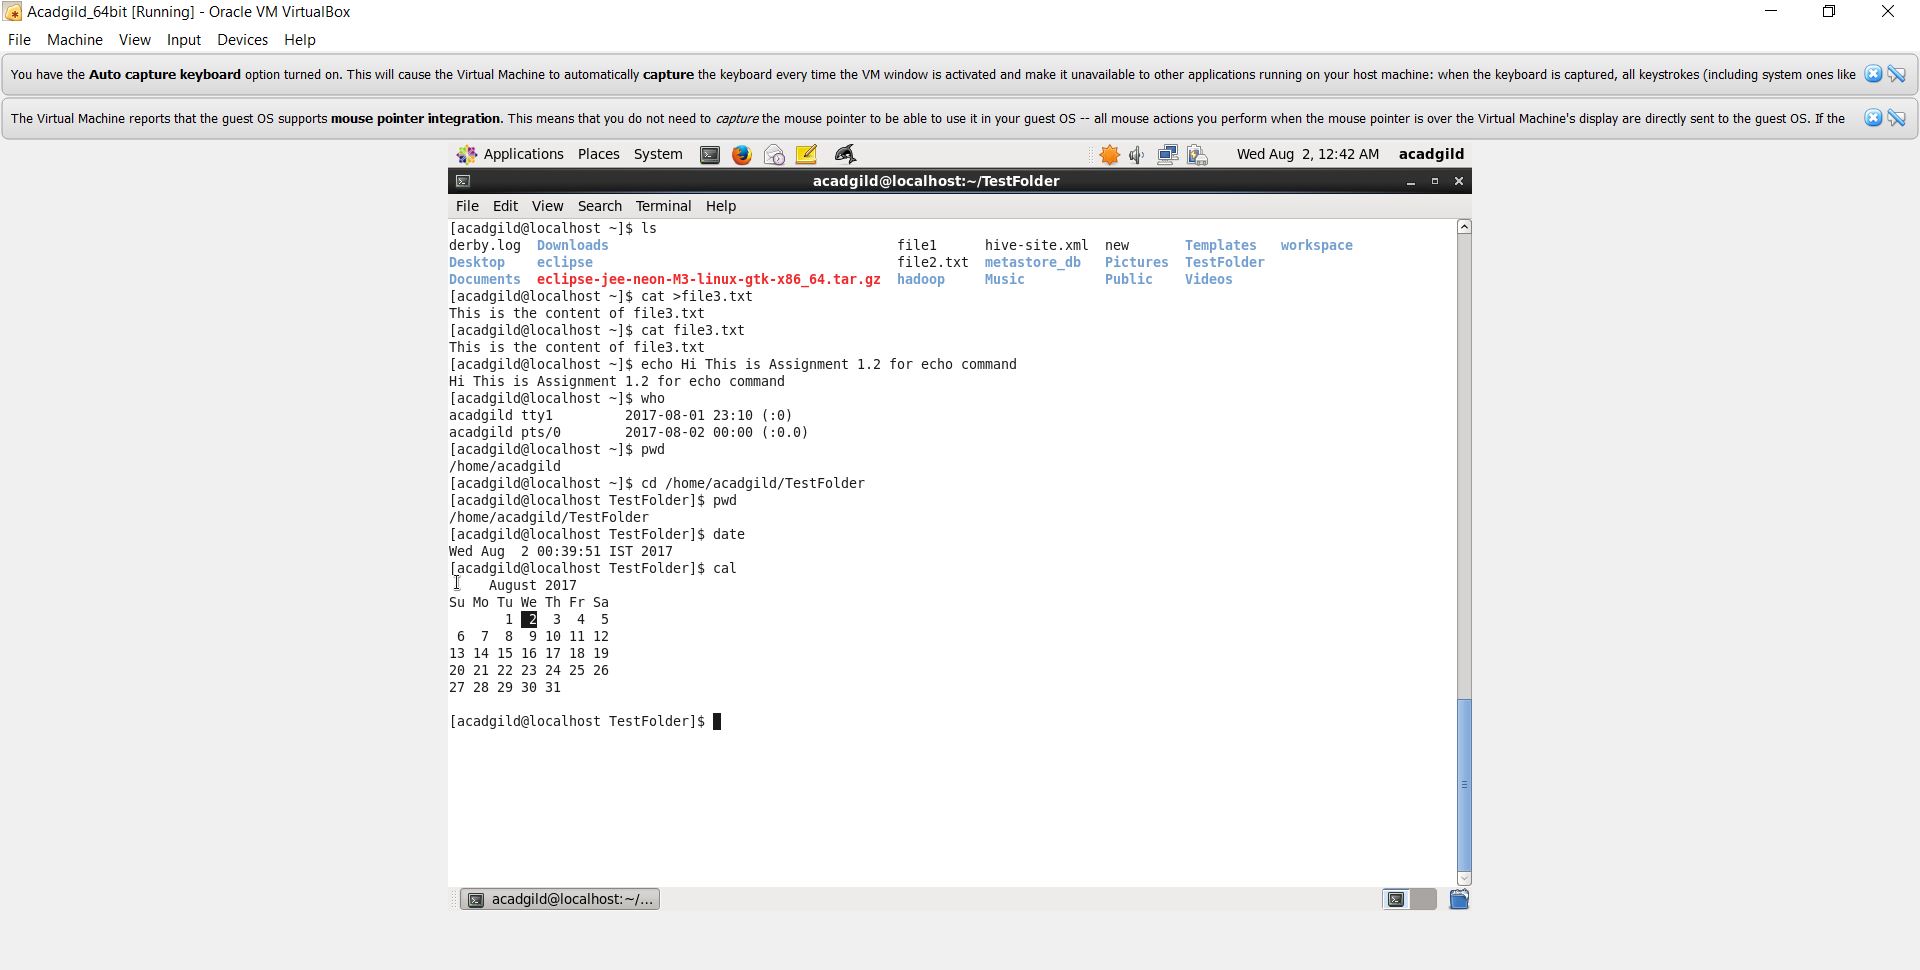 Acadgild_64bit [Running] - Oracle VM VirtualBox
File Machine View Input Devices Help
You have the Auto capture keyboard option turned on. This will cause the Virtual Machine to automatically capture the keyboard every time the VM window is activated and make it unavailable to other applications running on your host machine: when the keyboard is captured, all keystrokes (including system ones like
The Virtual Machine reports that the guest OS supports mouse pointer integration. This means that you do not need to capture the mouse pointer to be able to use it in your guest OS -- all mouse actions you perform when the mouse pointer is over the Virtual Machine's display are directly sent to the guest OS. If the
Applications Places System Wed Aug 2, 12:42 AM acadgild
acadgild@localhost:~/TestFolder
File Edit View Search Terminal Help
[acadgild@localhost ~]$ ls
derby.log Downloads file1 hive-site.xml new Templates workspace
Desktop eclipse file2.txt metastore_db Pictures TestFolder
Documents eclipse-jee-neon-M3-linux-gtk-x86_64.tar.gz hadoop Music Public Videos
[acadgild@localhost ~]$ cat >file3.txt
This is the content of file3.txt
[acadgild@localhost ~]$ cat file3.txt
This is the content of file3.txt
[acadgild@localhost ~]$ echo Hi This is Assignment 1.2 for echo command
Hi This is Assignment 1.2 for echo command
[acadgild@localhost ~]$ who
acadgild tty1         2017-08-01 23:10 (:0)
acadgild pts/0        2017-08-02 00:00 (:0.0)
[acadgild@localhost ~]$ pwd
/home/acadgild
[acadgild@localhost ~]$ cd /home/acadgild/TestFolder
[acadgild@localhost TestFolder]$ pwd
/home/acadgild/TestFolder
[acadgild@localhost TestFolder]$ date
Wed Aug  2 00:39:51 IST 2017
[acadgild@localhost TestFolder]$ cal
     August 2017
Su Mo Tu We Th Fr Sa
       1  2  3  4  5
 6  7  8  9 10 11 12
13 14 15 16 17 18 19
20 21 22 23 24 25 26
27 28 29 30 31
[acadgild@localhost TestFolder]$
acadgild@localhost:~/...